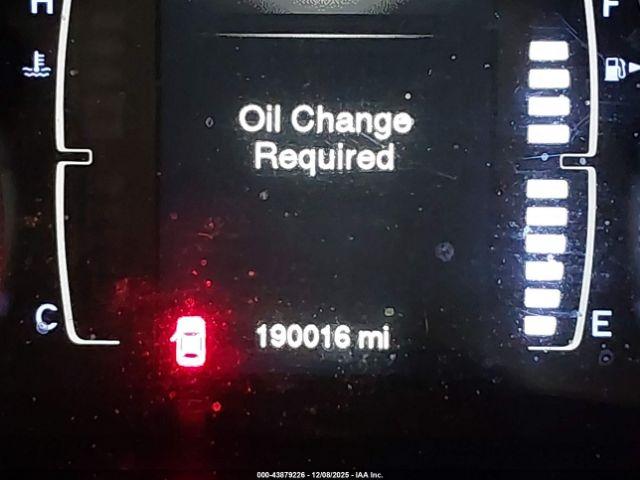 H F
Oil Change
Required
C 190016 mi E
000-43879226 - 12/08/2025 - IAA Inc.